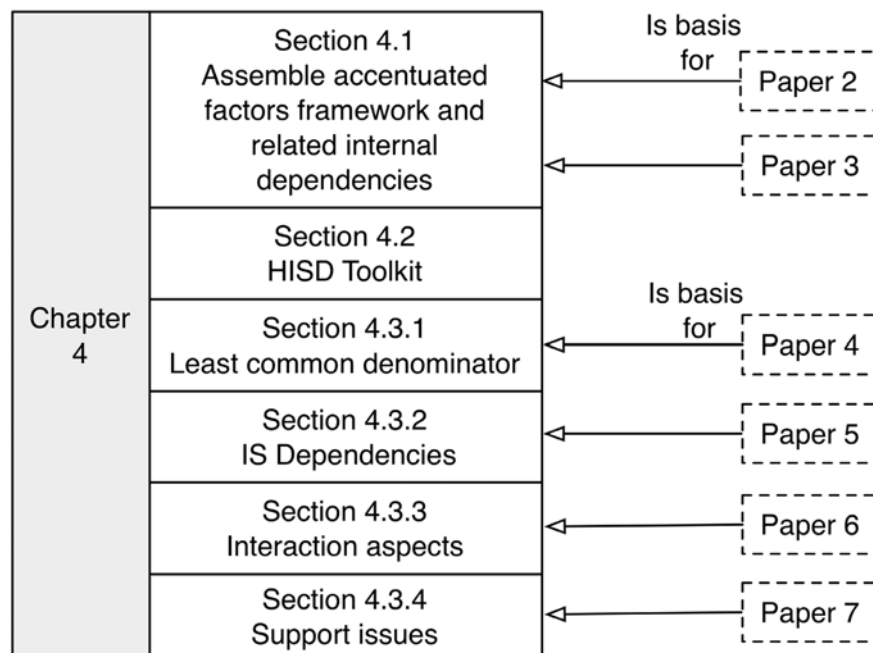 Chapter
4
Section 4.1
Assemble accentuated
factors framework and
related internal
dependencies
Section 4.2
HISD Toolkit
Section 4.3.1
Least common denominator
Section 4.3.2
IS Dependencies
Section 4.3.3
Interaction aspects
Section 4.3.4
Support issues
Is basis
for
Paper 2
Paper 3
Is basis
for
Paper 4
Paper 5
Paper 6
Paper 7